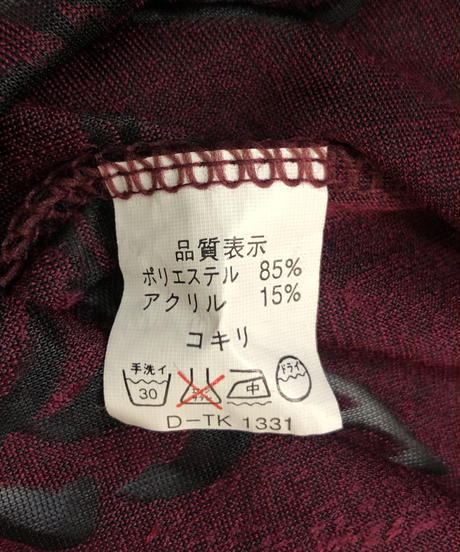 品質表示
ポリエステル 85%
アクリル 15%
コキリ
手洗イ 30 中 ドライ
D-TK 1331